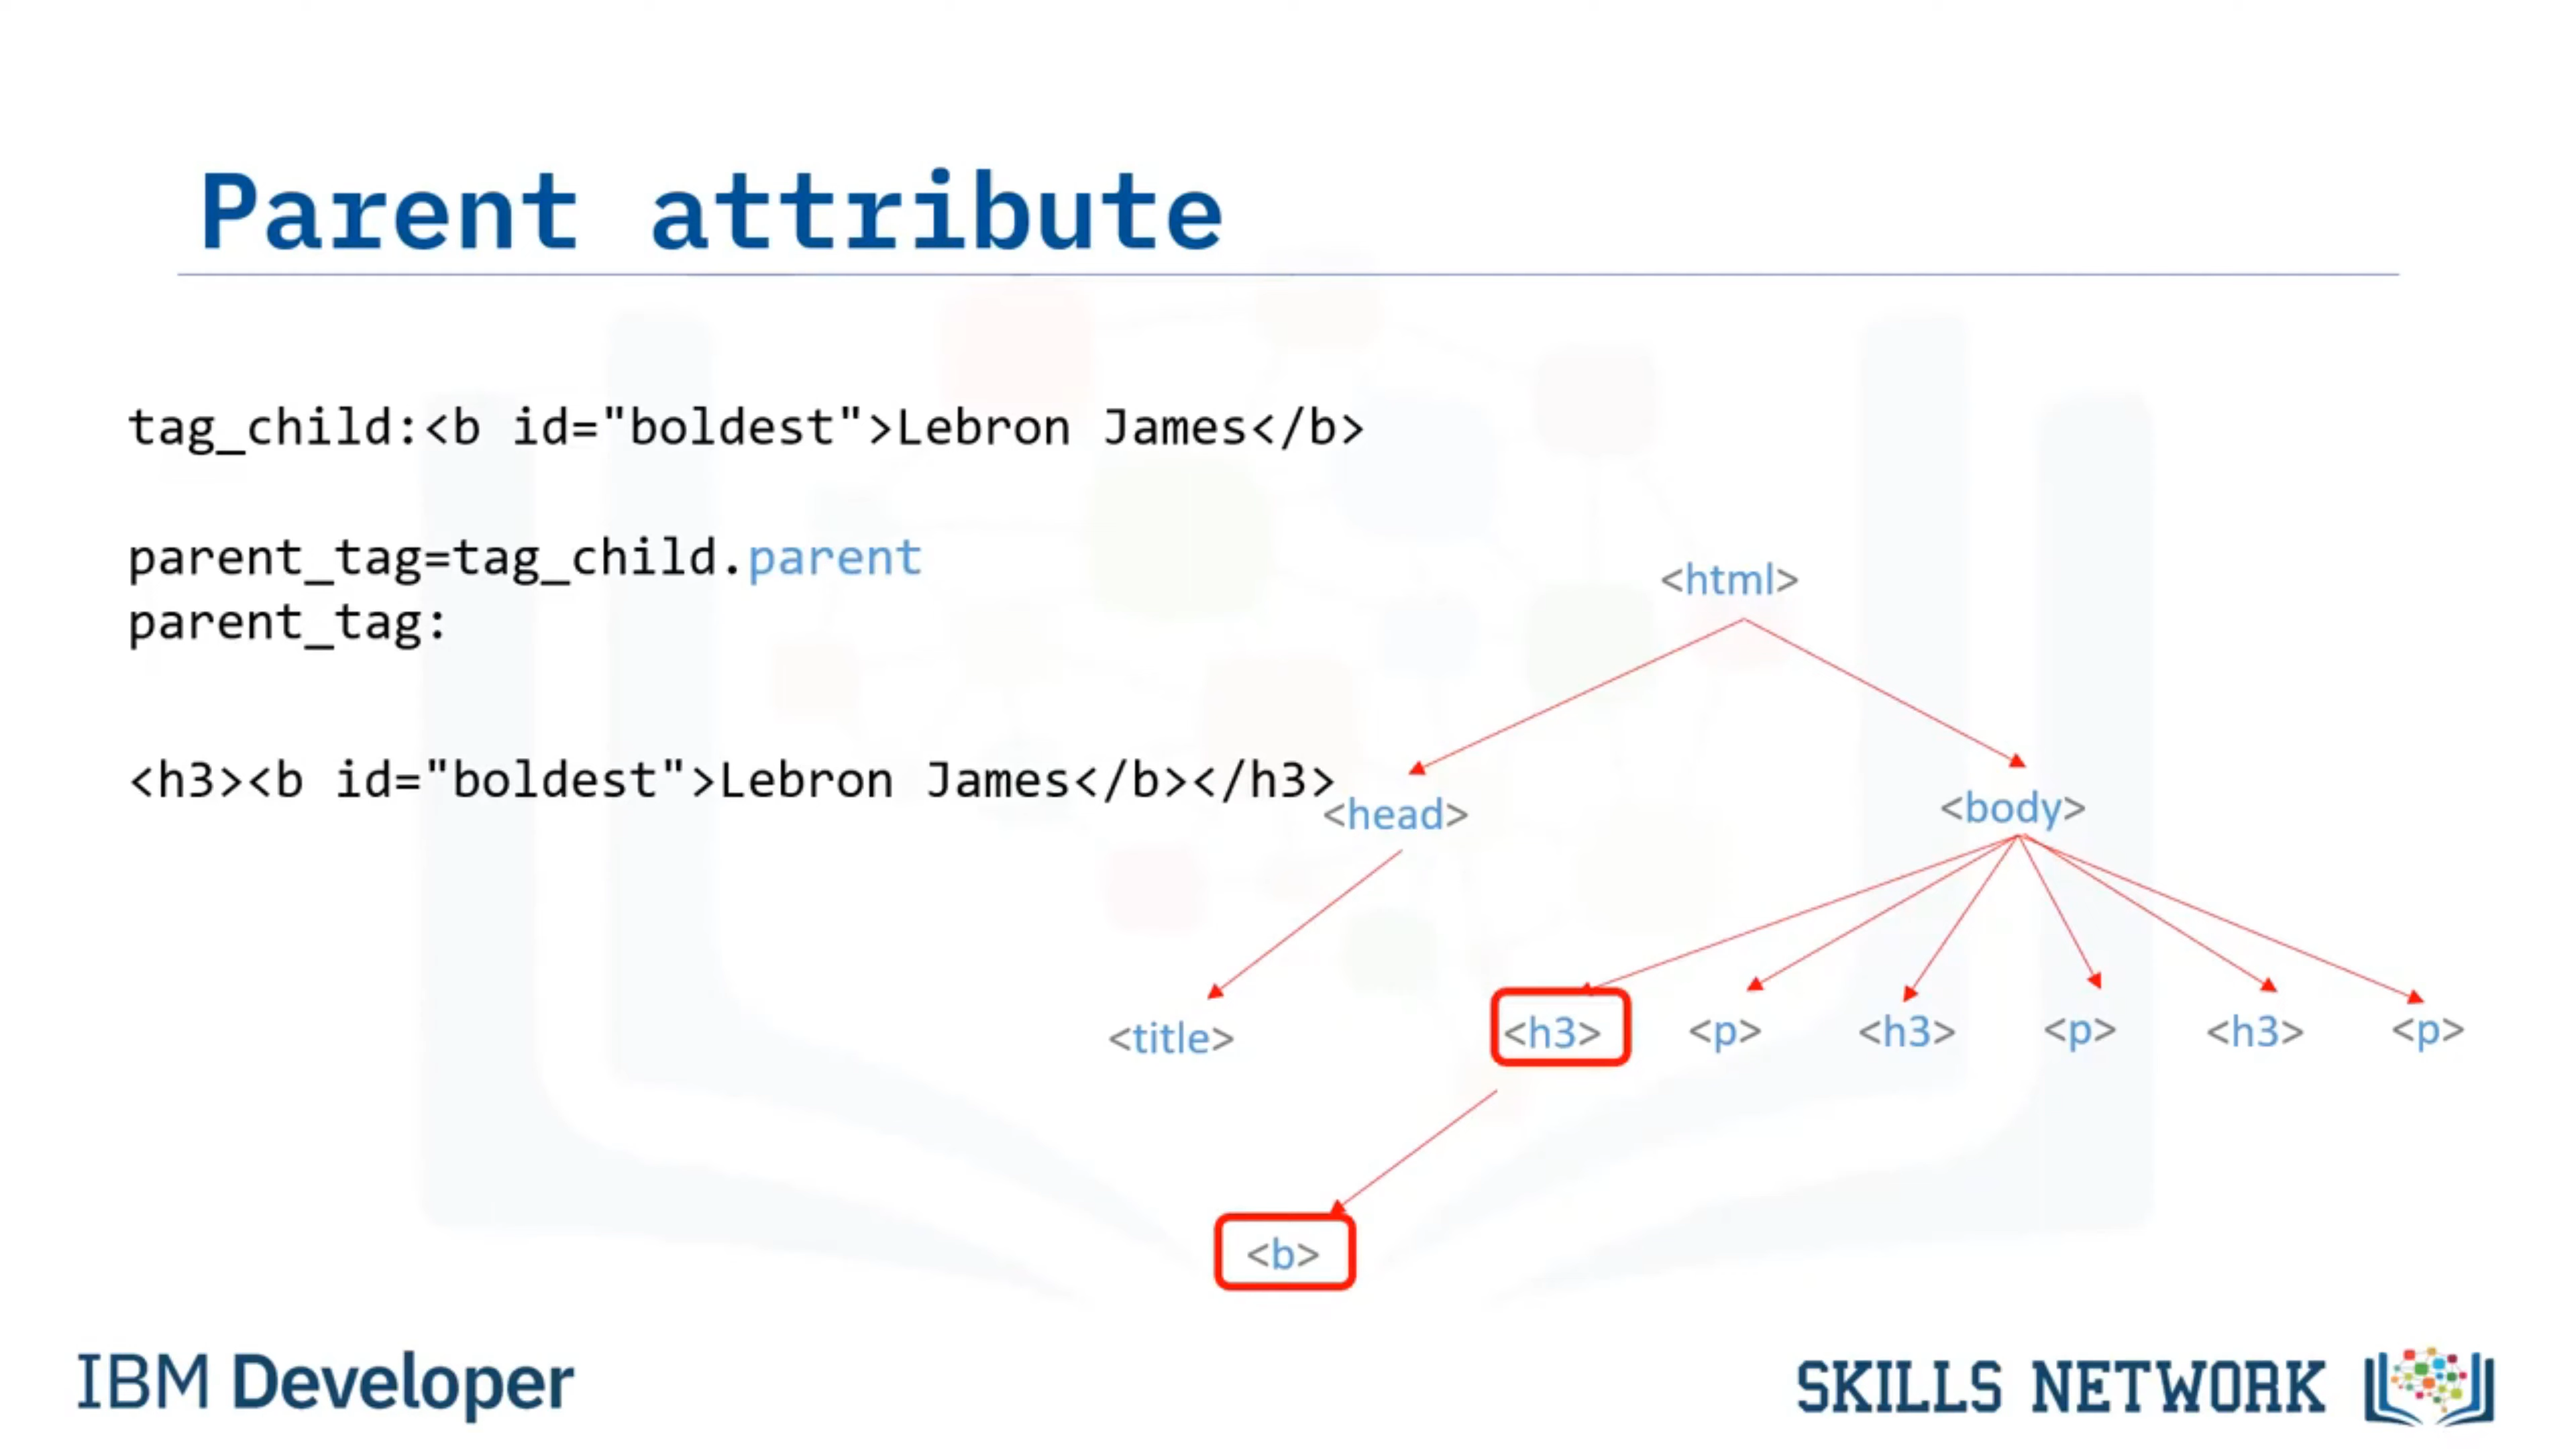 Parent attribute
tag_child:<b id="boldest">Lebron James</b>
parent_tag=tag_child.parent
parent_tag:
<h3><b id="boldest">Lebron James</b></h3>
<html>
<head>
<body>
<title>
<h3>
<p>
<h3>
<p>
<h3>
<p>
<b>
IBM Developer
SKILLS NETWORK